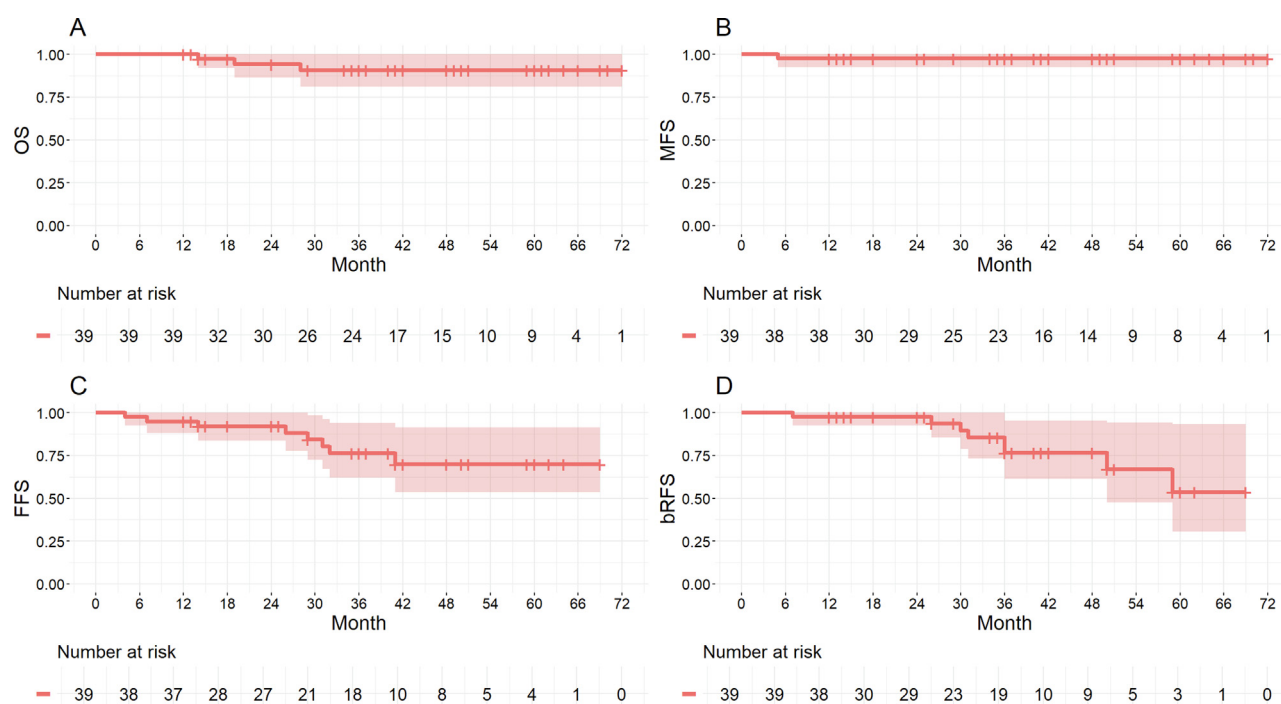 A
OS
1.00
0.75
0.50
0.25
0.00
0 6 12 18 24 30 36 42 48 54 60 66 72
Month
Number at risk
39 39 39 32 30 26 24 17 15 10 9 4 1
B
MFS
1.00
0.75
0.50
0.25
0.00
0 6 12 18 24 30 36 42 48 54 60 66 72
Month
Number at risk
39 38 38 30 29 25 23 16 14 9 8 4 1
C
FFS
1.00
0.75
0.50
0.25
0.00
0 6 12 18 24 30 36 42 48 54 60 66 72
Month
Number at risk
39 38 37 28 27 21 18 10 8 5 4 1 0
D
bRFS
1.00
0.75
0.50
0.25
0.00
0 6 12 18 24 30 36 42 48 54 60 66 72
Month
Number at risk
39 39 38 30 29 23 19 10 9 5 3 1 0